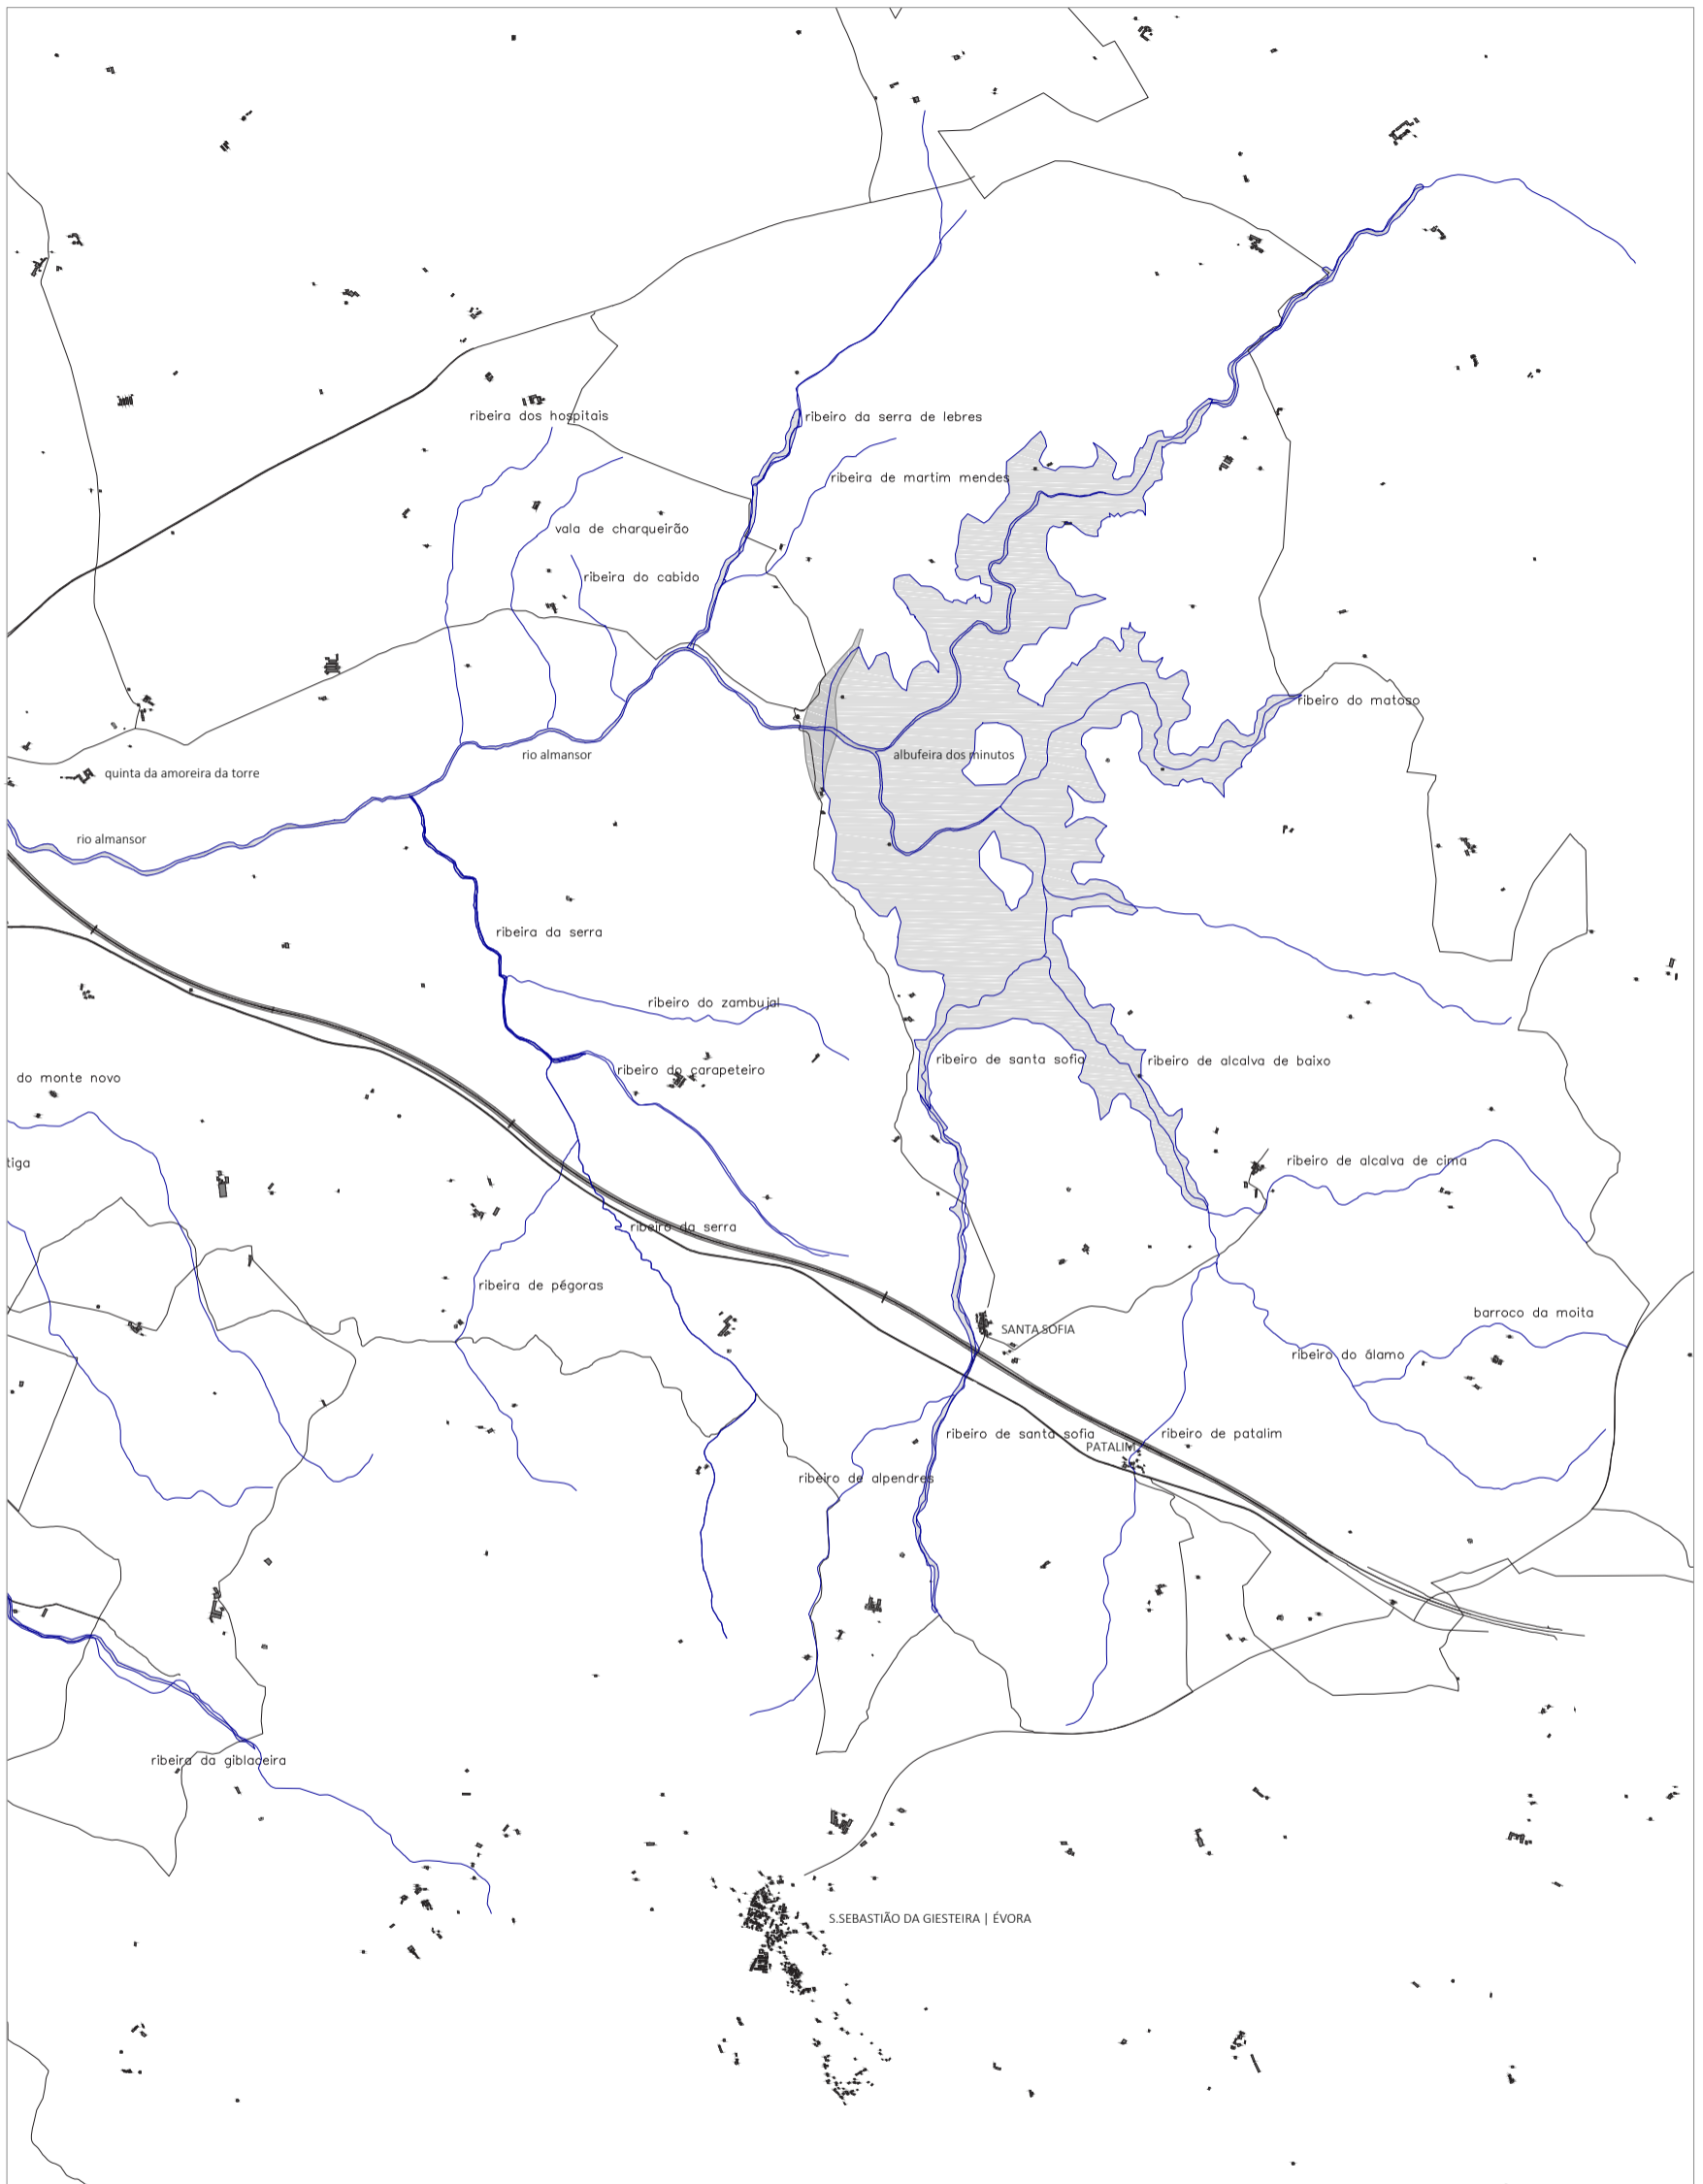 ribeira dos hospitais
ribeiro da serra de lebres
ribeira de martim mendes
vala de charqueirão
ribeira do cabido
ribeiro do matoso
rio almansor
albufeira dos minutos
quinta da amoreira da torre
rio almansor
ribeira da serra
ribeiro do zambujal
ribeiro de santa sofia
ribeiro de alcalva de baixo
ribeiro do carapeteiro
do monte novo
tiga
ribeiro de alcalva de cima
ribeiro da serra
ribeira de pégoras
barroco da moita
SANTA SOFIA
ribeiro do álamo
ribeiro de santa sofia
ribeiro de patalim
PATALIM
ribeiro de alpendres
ribeira da giblaceira
S.SEBASTIÃO DA GIESTEIRA | ÉVORA